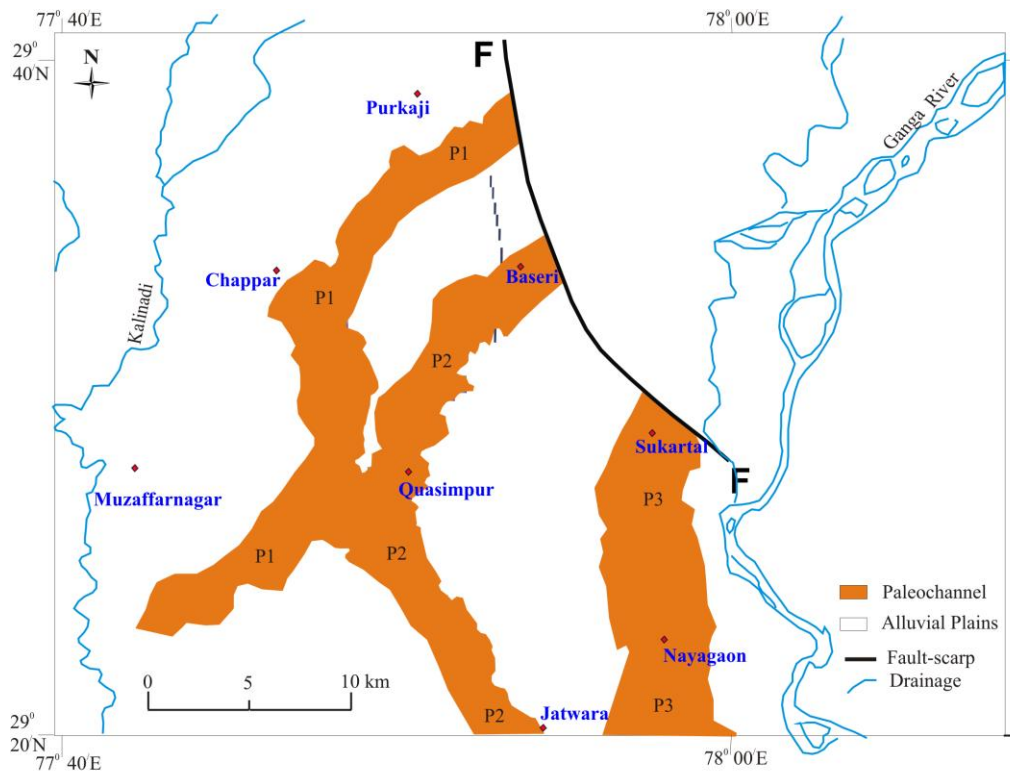 77° 40′E
78° 00′E
29°
40′N
N
F
Purkaji
Ganga River
P1
Chappar
Baseri
P1
Kalinadi
P2
Sukartal
Muzaffarnagar
Quasimpur
F
P3
P1
P2
Paleochannel
Alluvial Plains
Nayagaon
Fault-scarp
Drainage
0 5 10 km
P3
P2
Jatwara
29°
20′N
77° 40′E
78° 00′E